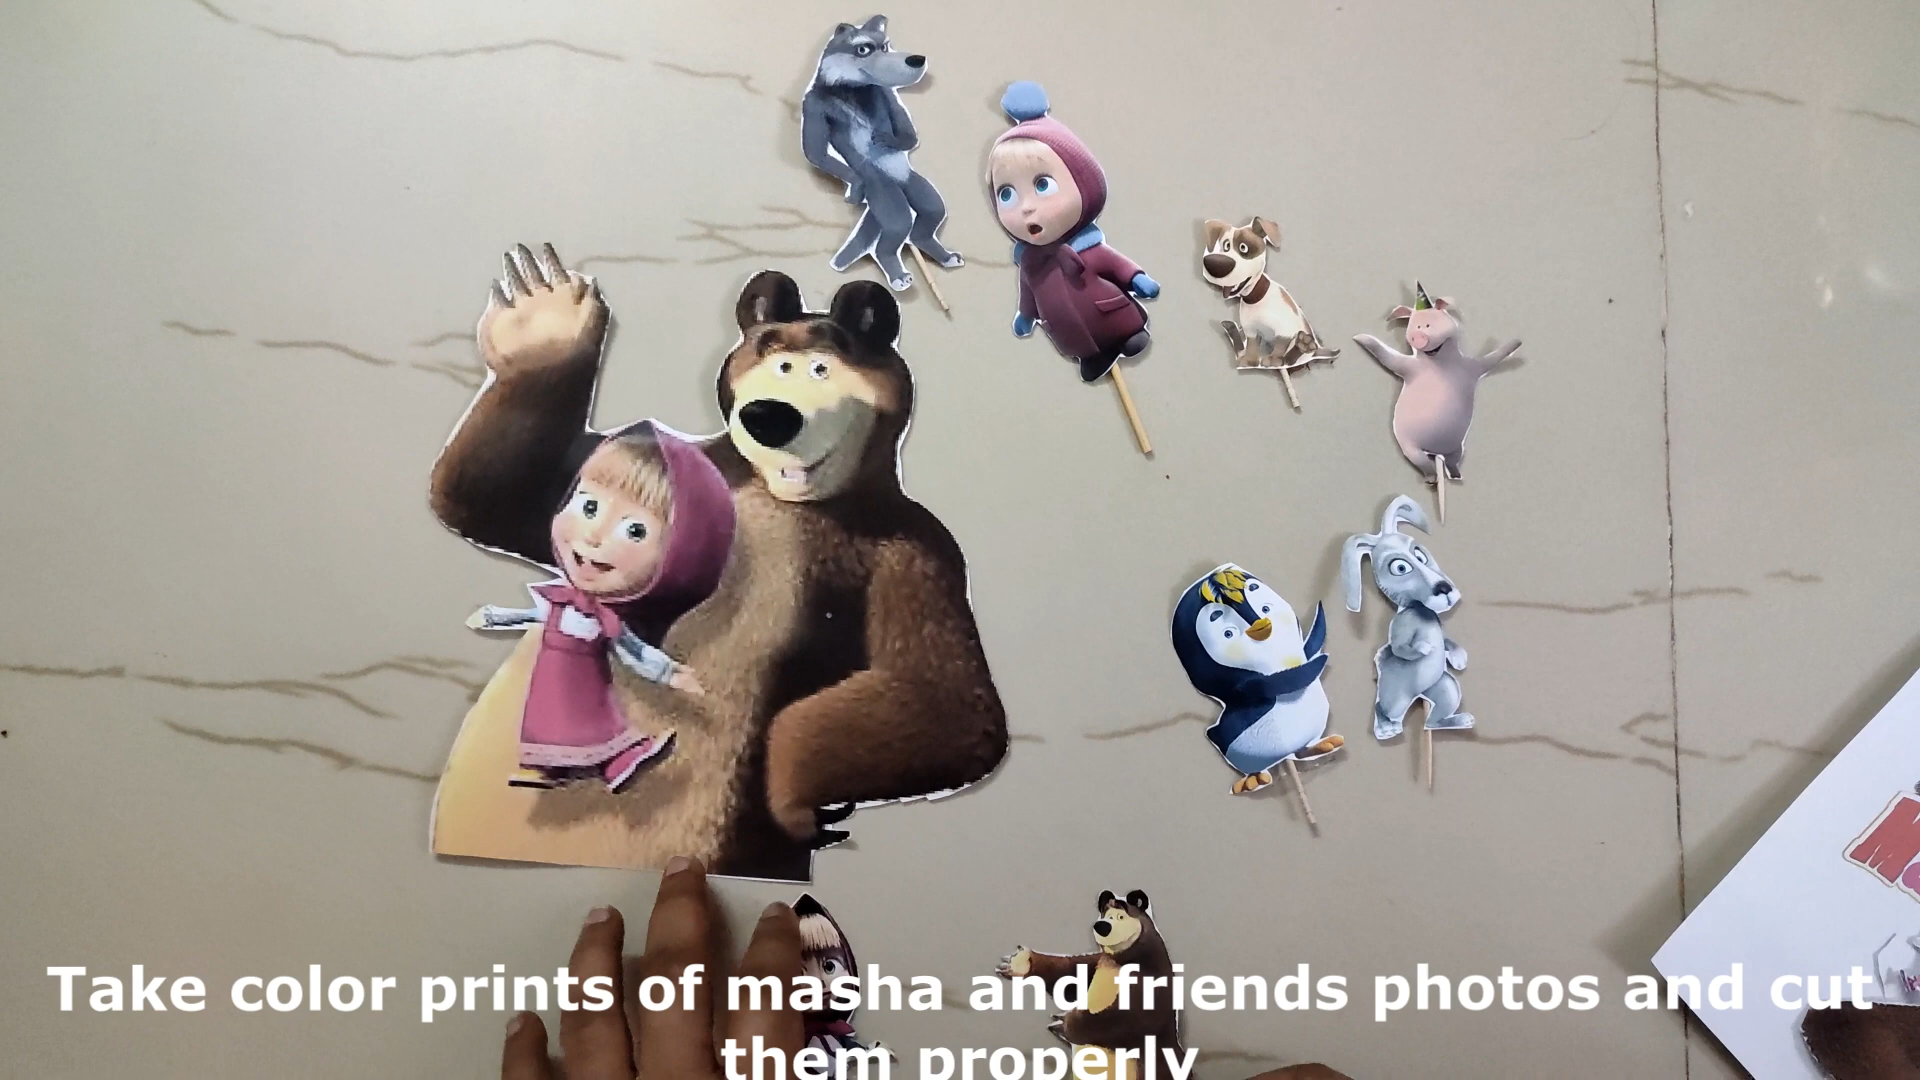 Take color prints of masha and friends photos and cut
them properly